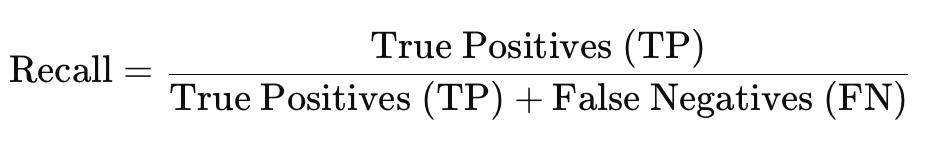 True Positives (TP)
Recall =
True Positives (TP) + False Negatives (FN)